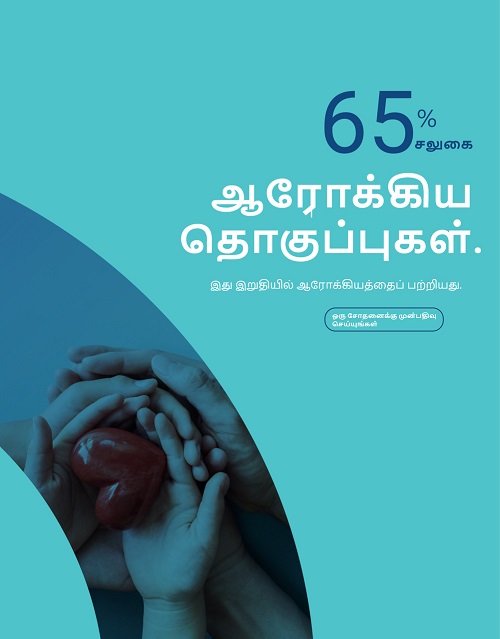 65%
சலுகை
ஆரோக்கிய
தொகுப்புகள்.
இது இறுதியில் ஆரோக்கியத்தைப் பற்றியது.
ஒரு சோதனைக்கு முன்பதிவு
செய்யுங்கள்